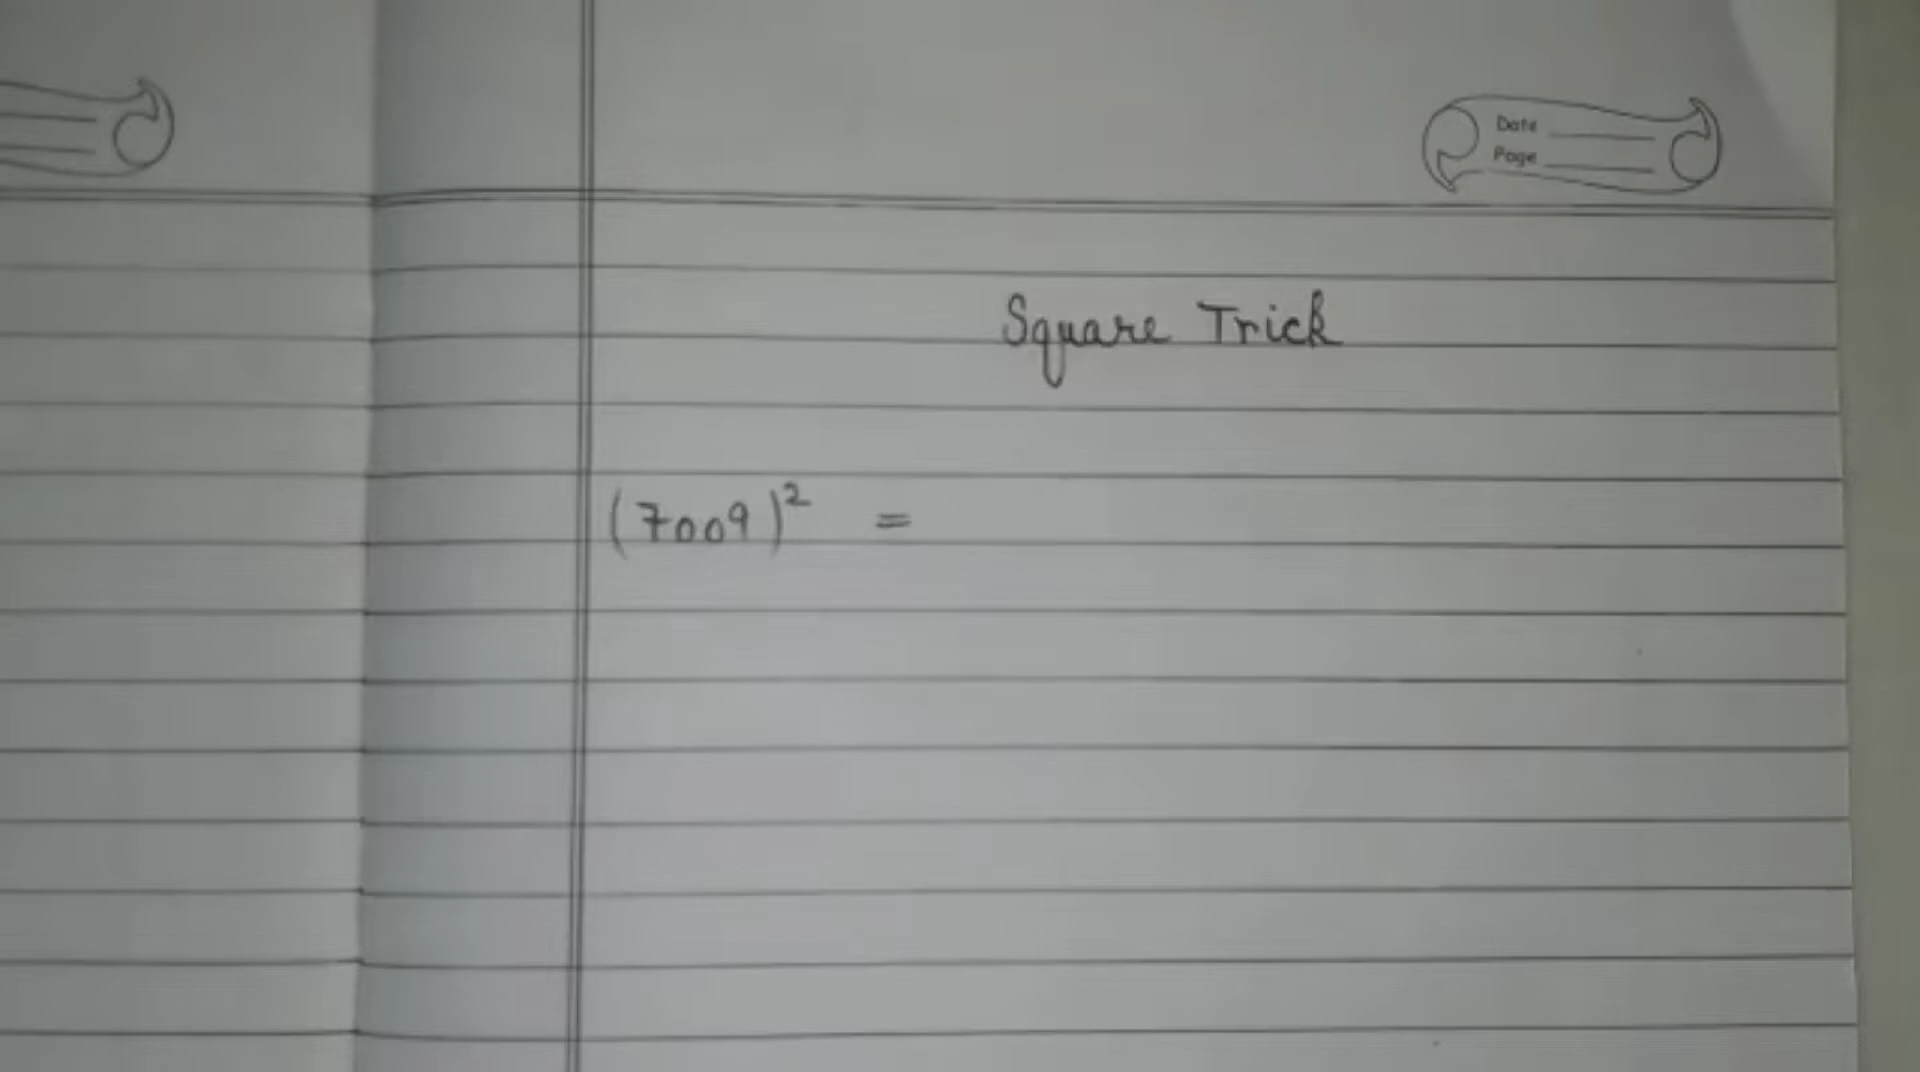 Date
Page
Square Trick
(7009)² =